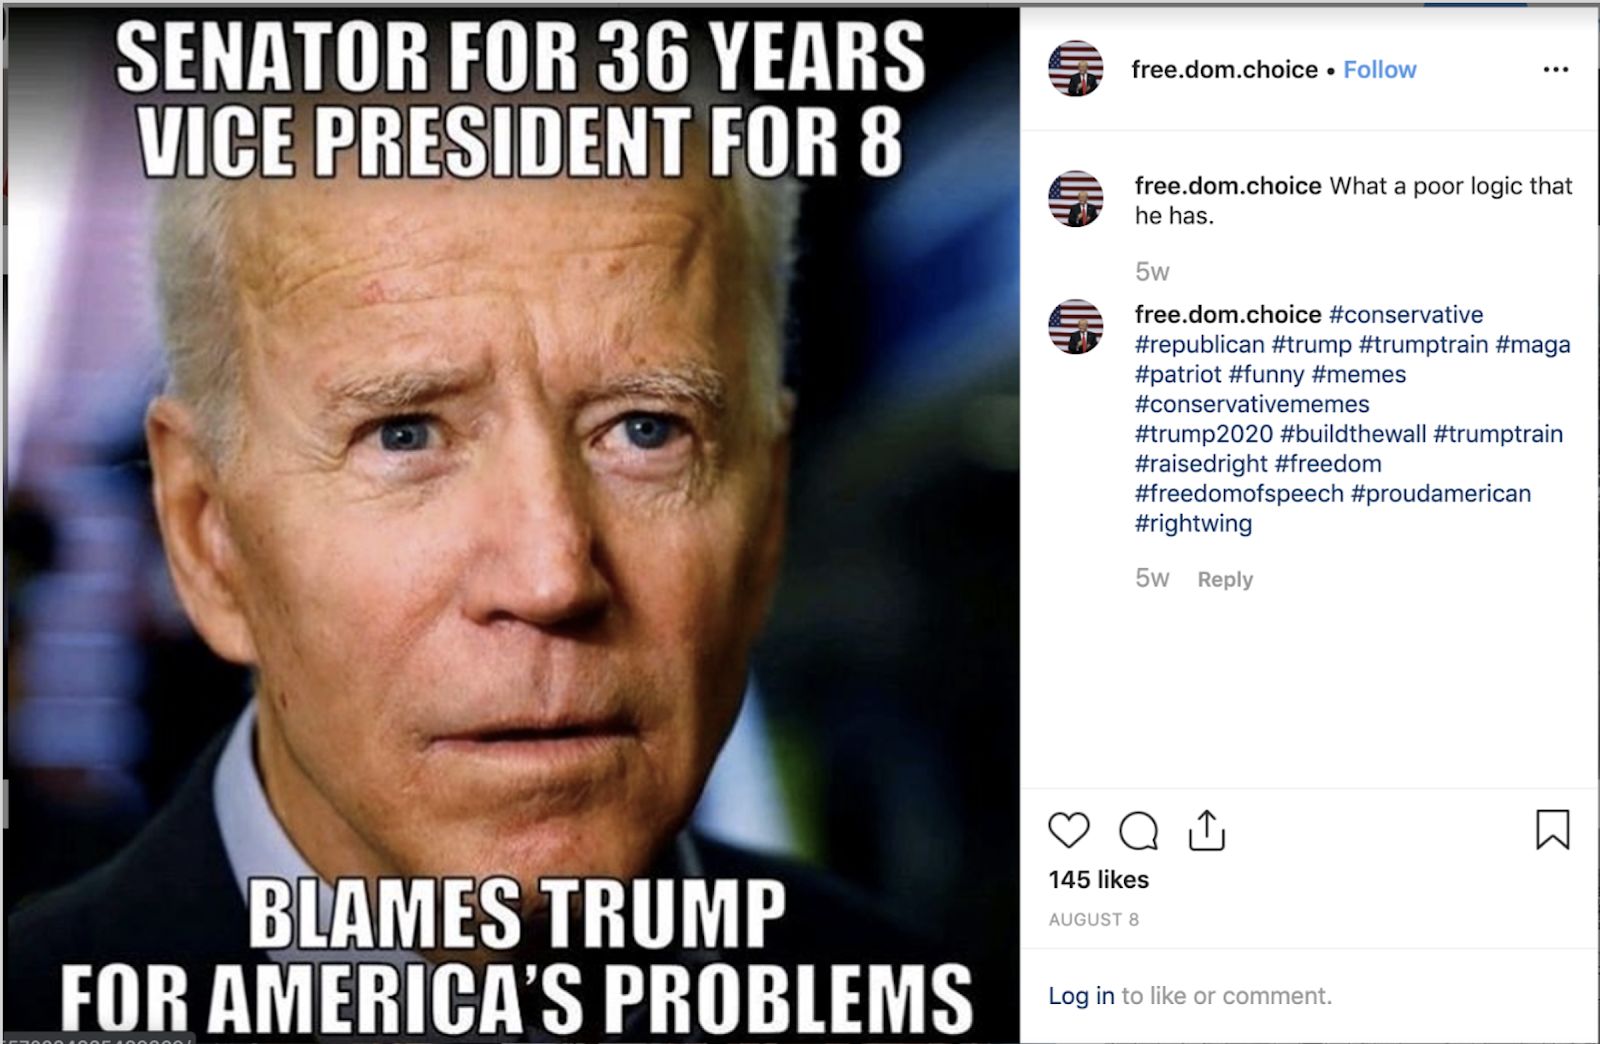 SENATOR FOR 36 YEARS
VICE PRESIDENT FOR 8
BLAMES TRUMP
FOR AMERICA'S PROBLEMS
free.dom.choice • Follow
free.dom.choice What a poor logic that
he has.
5w
free.dom.choice #conservative
#republican #trump #trumptrain #maga
#patriot #funny #memes
#conservativememes
#trump2020 #buildthewall #trumptrain
#raisedright #freedom
#freedomofspeech #proudamerican
#rightwing
5w Reply
145 likes
AUGUST 8
Log in to like or comment.